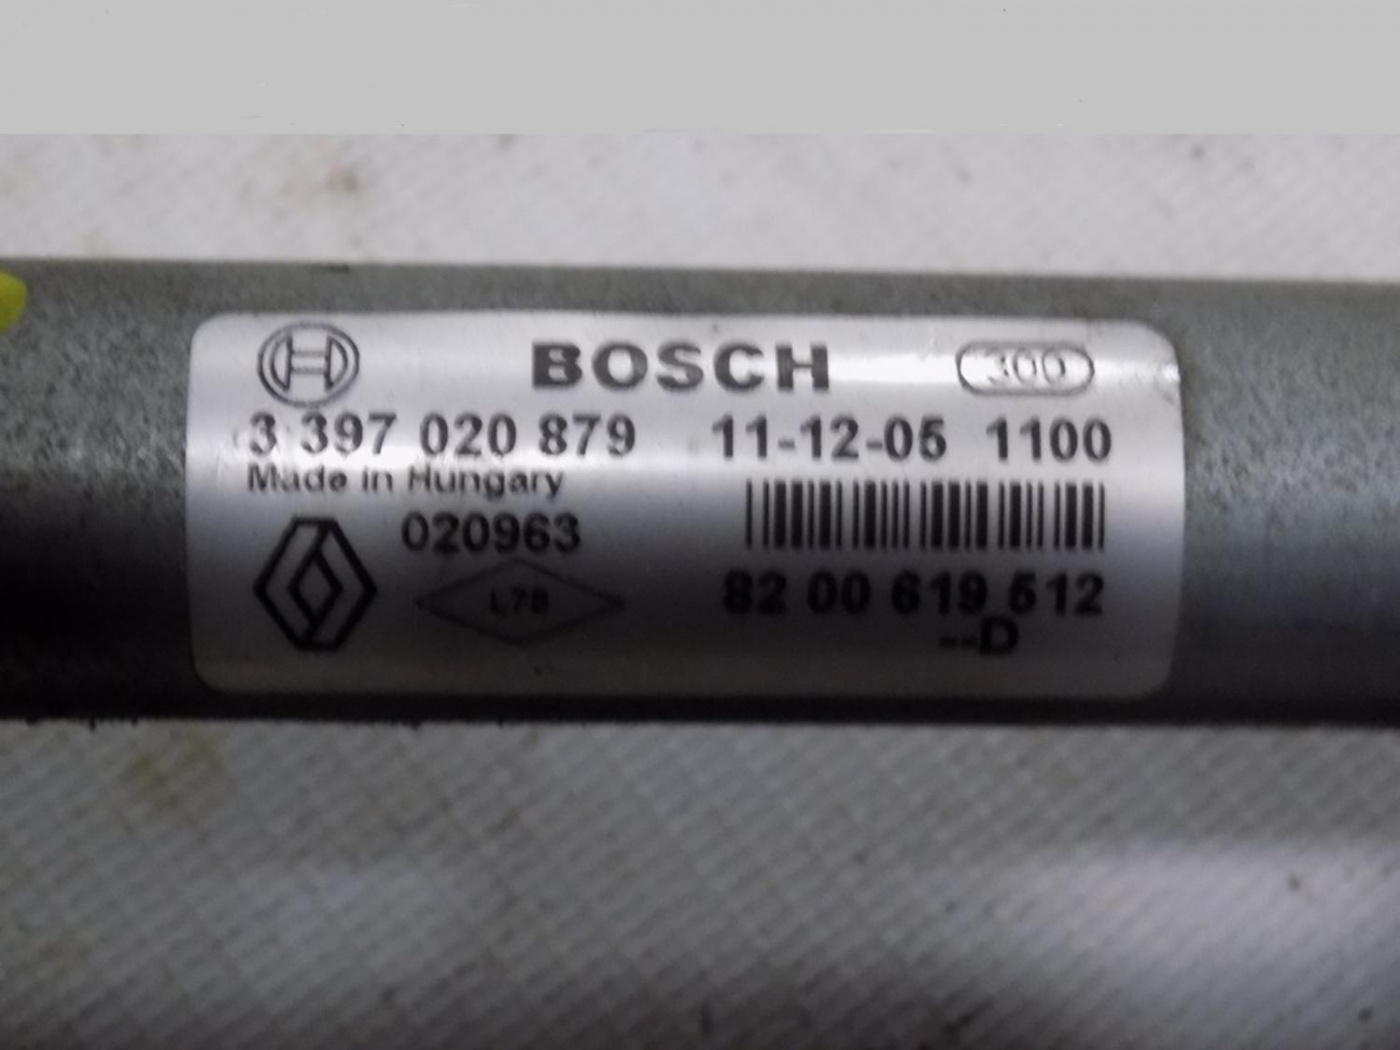 BOSCH 300
3 397 020 879 11-12-05 1100
Made in Hungary
020963
L78
82 00 619 512
--D